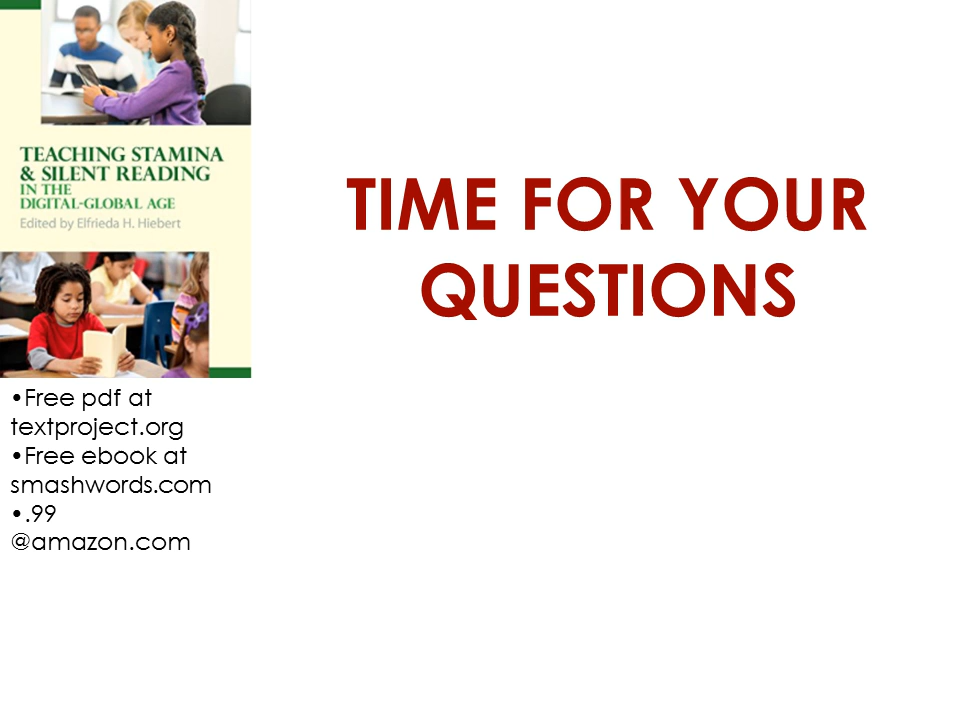 TEACHING STAMINA
& SILENT READING
IN THE
DIGITAL-GLOBAL AGE
Edited by Elfrieda H. Hiebert
TIME FOR YOUR
QUESTIONS
•Free pdf at
textproject.org
•Free ebook at
smashwords.com
•.99
@amazon.com